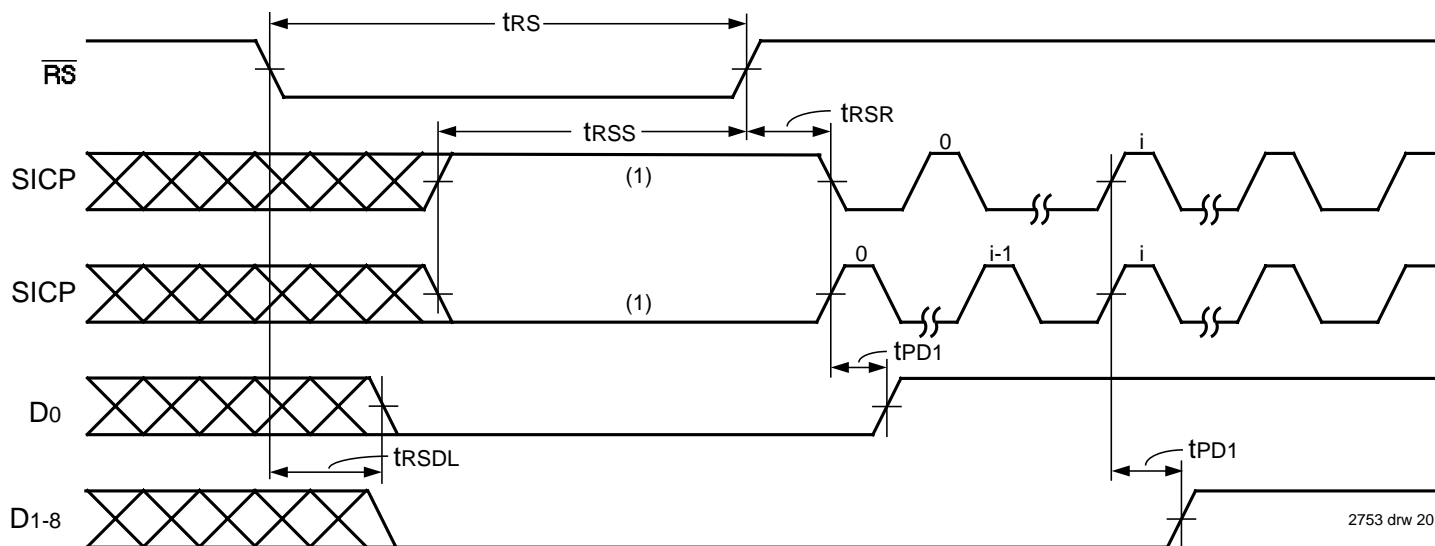 tRS
RS
tRSR
tRSS
0
i
SICP
(1)
0
i-1
i
SICP
(1)
tPD1
D0
tRSDL
tPD1
D1-8
2753 drw 20